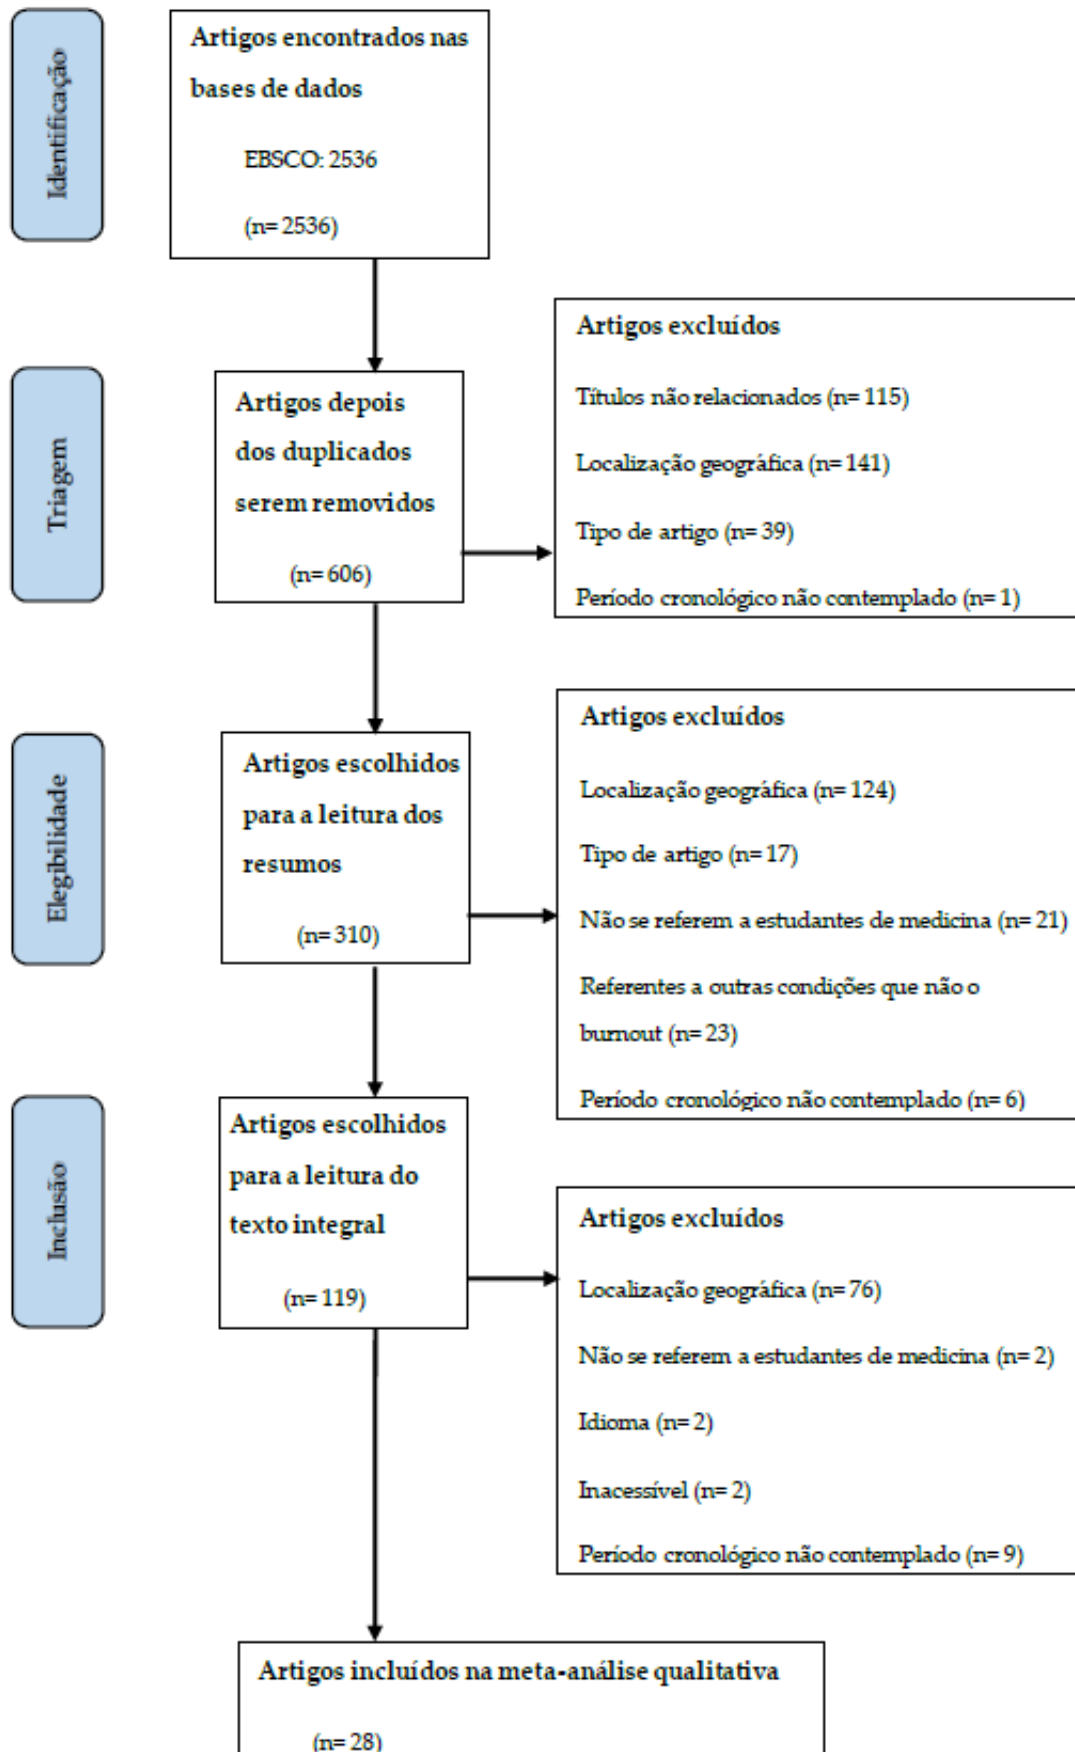 Identificação
Artigos encontrados nas
bases de dados
EBSCO: 2536
(n= 2536)
Triagem
Artigos depois
dos duplicados
serem removidos
(n= 606)
Artigos excluídos
Títulos não relacionados (n= 115)
Localização geográfica (n= 141)
Tipo de artigo (n= 39)
Período cronológico não contemplado (n= 1)
Elegibilidade
Artigos escolhidos
para a leitura dos
resumos
(n= 310)
Artigos excluídos
Localização geográfica (n= 124)
Tipo de artigo (n= 17)
Não se referem a estudantes de medicina (n= 21)
Referentes a outras condições que não o
burnout (n= 23)
Período cronológico não contemplado (n= 6)
Inclusão
Artigos escolhidos
para a leitura do
texto integral
(n= 119)
Artigos excluídos
Localização geográfica (n= 76)
Não se referem a estudantes de medicina (n= 2)
Idioma (n= 2)
Inacessível (n= 2)
Período cronológico não contemplado (n= 9)
Artigos incluídos na meta-análise qualitativa
(n= 28)